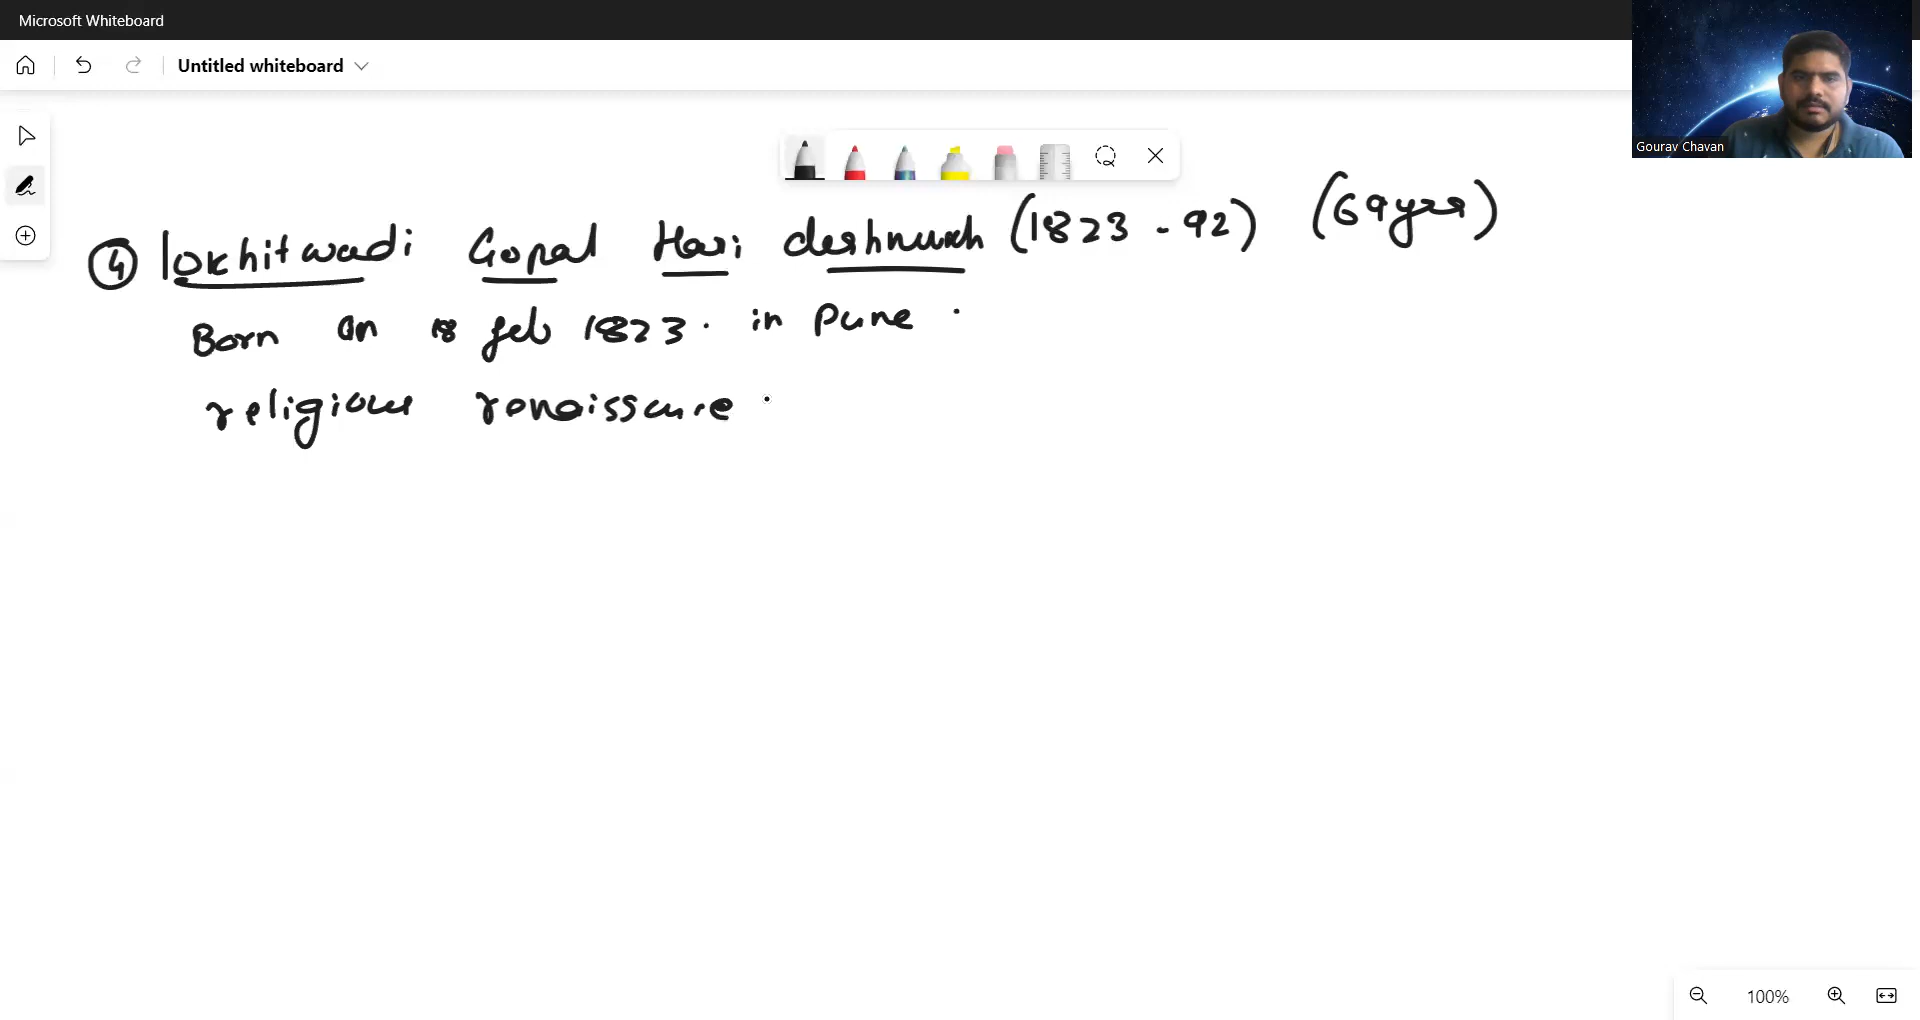 Microsoft Whiteboard
Untitled whiteboard
Gourav Chavan
④ lokhitwadi Gopal Hari deshmukh (1823 - 92) (69yrs)
Born on 18 feb 1823. in Pune.
religious renaissance.
100%